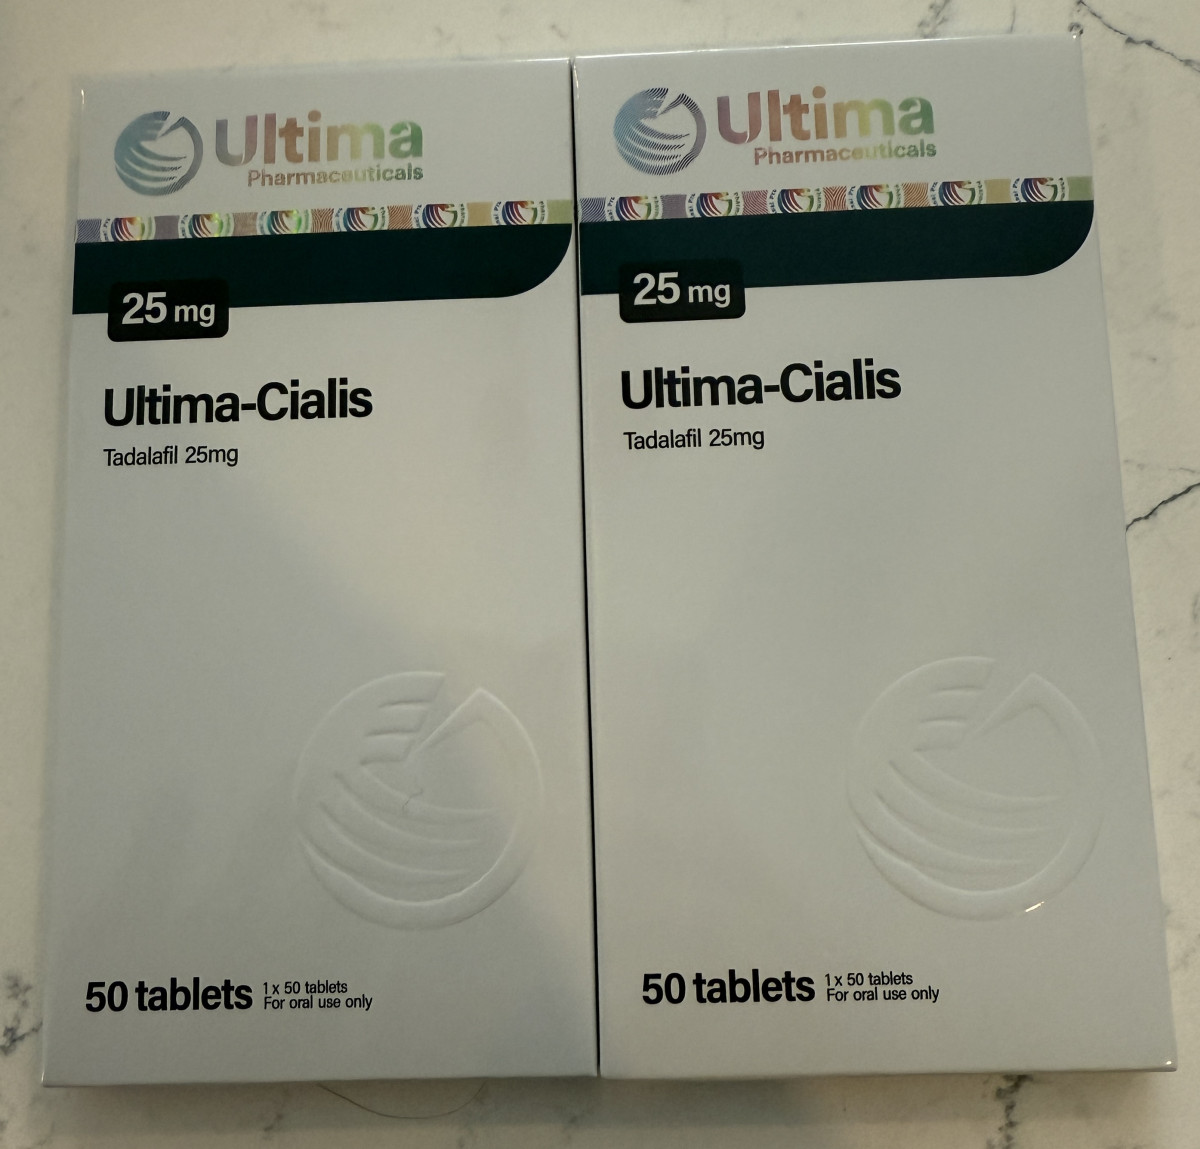 Ultima
Pharmaceuticals
25 mg
Ultima-Cialis
Tadalafil 25mg
50 tablets
1 x 50 tablets
For oral use only
Ultima
Pharmaceuticals
25 mg
Ultima-Cialis
Tadalafil 25mg
50 tablets
1 x 50 tablets
For oral use only